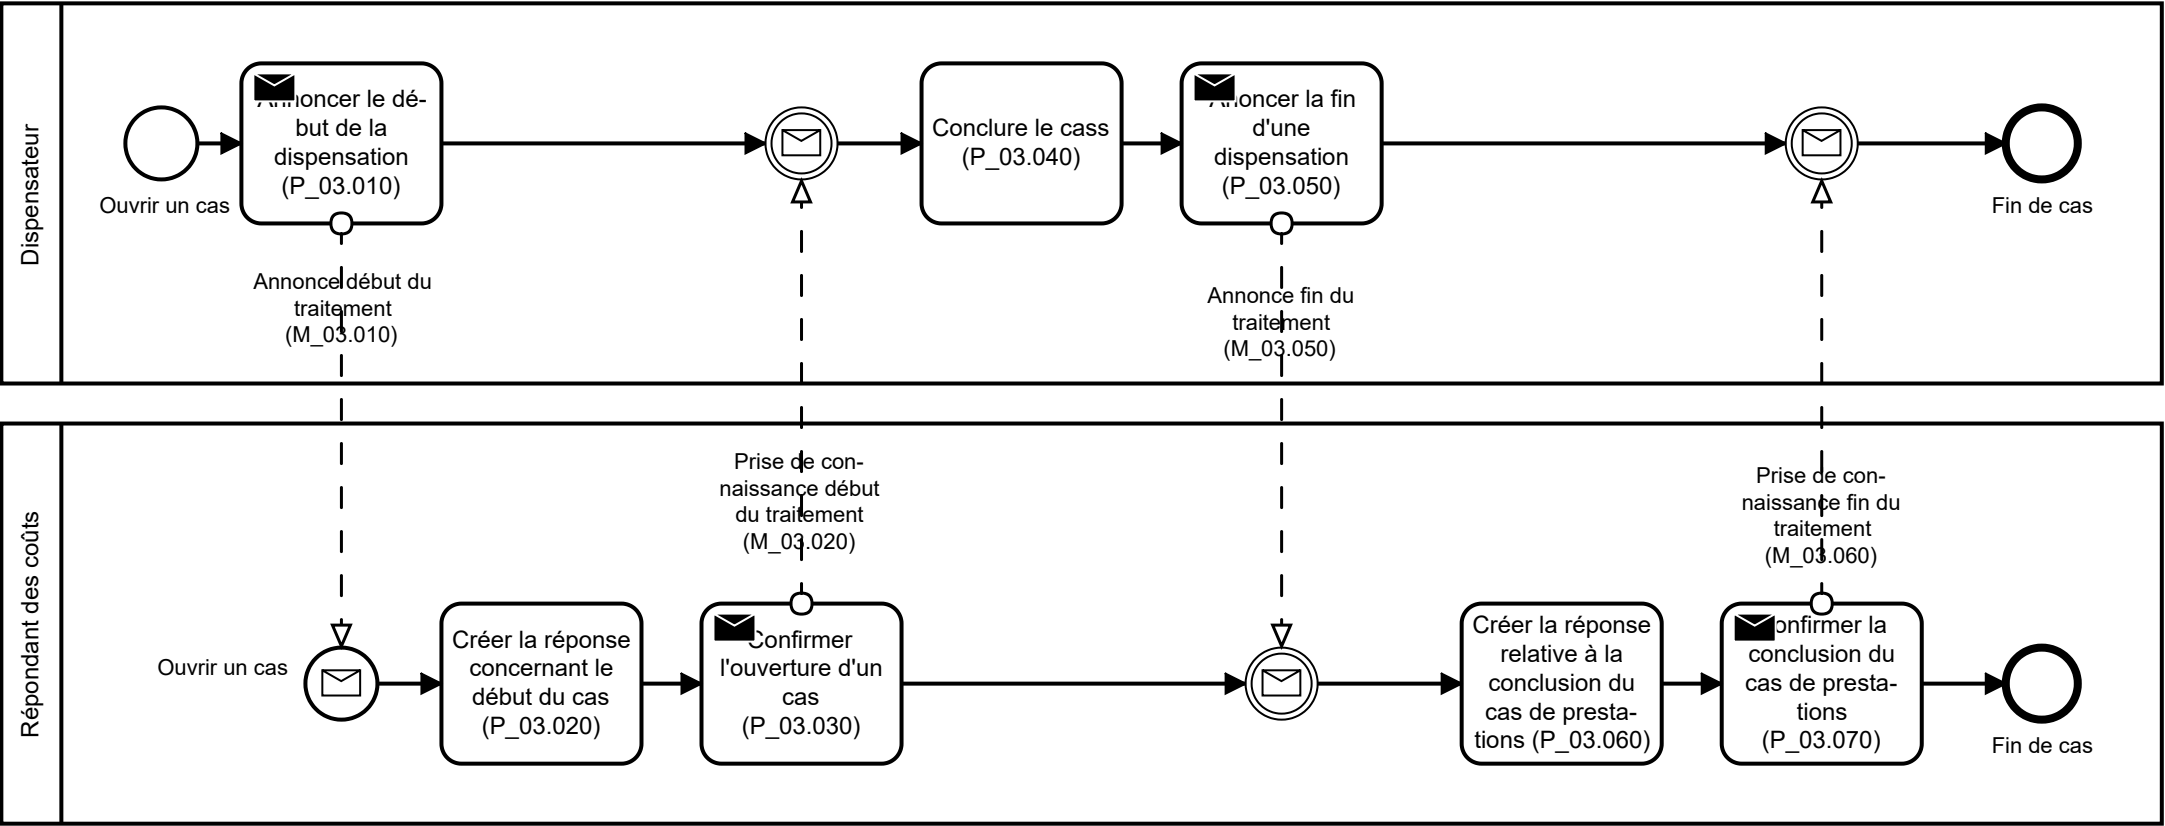 Dispensateur
Ouvrir un cas
Annoncer le dé-
but de la
dispensation
(P_03.010)
Annonce début du
traitement
(M_03.010)
Conclure le cass
(P_03.040)
Anoncer la fin
d'une
dispensation
(P_03.050)
Annonce fin du
traitement
(M_03.050)
Fin de cas
Répondant des coûts
Ouvrir un cas
Créer la réponse
concernant le
début du cas
(P_03.020)
Prise de con-
naissance début
du traitement
(M_03.020)
Confirmer
l'ouverture d'un
cas
(P_03.030)
Créer la réponse
relative à la
conclusion du
cas de presta-
tions (P_03.060)
Prise de con-
naissance fin du
traitement
(M_03.060)
Confirmer la
conclusion du
cas de presta-
tions
(P_03.070)
Fin de cas